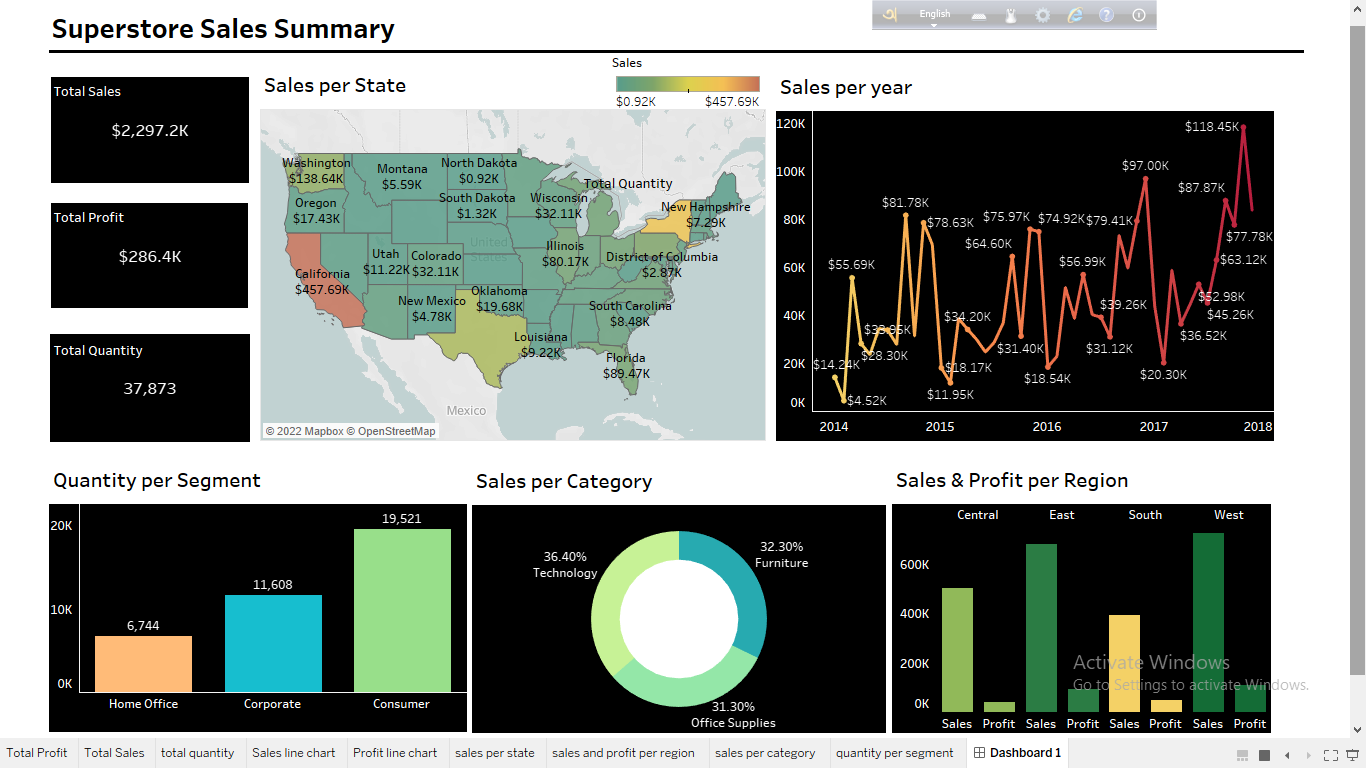 Superstore Sales Summary
English
Total Sales
$2,297.2K
Total Profit
$286.4K
Total Quantity
37,873
Sales per State
Sales
$0.92K
$457.69K
Washington
$138.64K
Montana
$5.59K
North Dakota
$0.92K
Total Quantity
Oregon
$17.43K
South Dakota
$1.32K
Wisconsin
$32.11K
New Hampshire
$7.29K
United States
Utah
$11.22K
Colorado
$32.11K
Illinois
$80.17K
District of Columbia
$2.87K
California
$457.69K
New Mexico
$4.78K
Oklahoma
$19.68K
South Carolina
$8.48K
Louisiana
$9.22K
Florida
$89.47K
Mexico
© 2022 Mapbox © OpenStreetMap
Sales per year
120K
100K
80K
60K
40K
20K
0K
$14.24K
$4.52K
$55.69K
$28.30K
$81.78K
$78.63K
$18.17K
$11.95K
$34.20K
$64.60K
$31.40K
$75.97K
$74.92K
$18.54K
$56.99K
$39.26K
$31.12K
$79.41K
$97.00K
$20.30K
$36.52K
$52.98K
$45.26K
$63.12K
$87.87K
$77.78K
$118.45K
2014
2015
2016
2017
2018
Quantity per Segment
20K
10K
0K
6,744
11,608
19,521
Home Office
Corporate
Consumer
Sales per Category
36.40%
Technology
32.30%
Furniture
31.30%
Office Supplies
Sales & Profit per Region
Central
East
South
West
600K
400K
200K
0K
Sales
Profit
Sales
Profit
Sales
Profit
Sales
Profit
Activate Windows
Go to Settings to activate Windows.
Total Profit
Total Sales
total quantity
Sales line chart
Profit line chart
sales per state
sales and profit per region
sales per category
quantity per segment
Dashboard 1